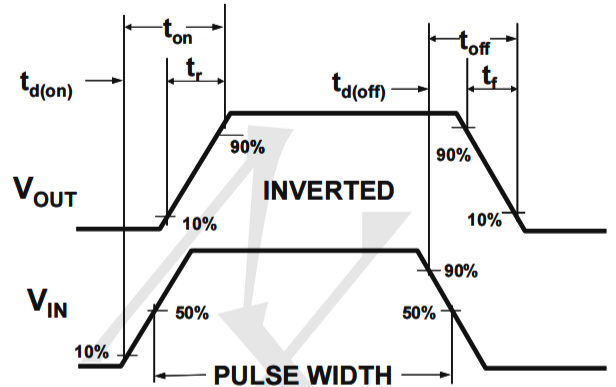 ton
toff
td(on)
tr
td(off)
tf
90%
90%
VOUT
INVERTED
10%
10%
90%
VIN
50%
50%
10%
PULSE WIDTH